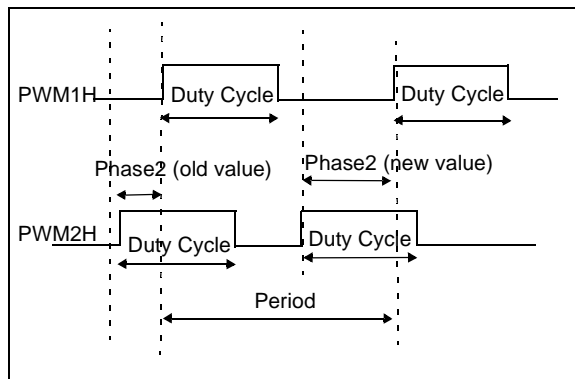 PWM1H
Duty Cycle
Duty Cycle
Phase2 (old value)
Phase2 (new value)
PWM2H
Duty Cycle
Duty Cycle
Period